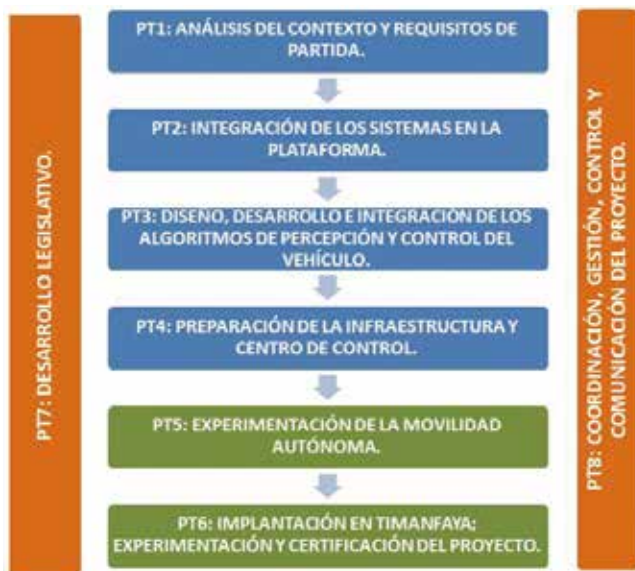 PT1: ANÁLISIS DEL CONTEXTO Y REQUISITOS DE
PARTIDA.
PT2: INTEGRACIÓN DE LOS SISTEMAS EN LA
PLATAFORMA.
PT3: DISEÑO, DESARROLLO E INTEGRACIÓN DE LOS
ALGORITMOS DE PERCEPCIÓN Y CONTROL DEL
VEHÍCULO.
PT4: PREPARACIÓN DE LA INFRAESTRUCTURA Y
CENTRO DE CONTROL.
PT5: EXPERIMENTACIÓN DE LA MOVILIDAD
AUTÓNOMA.
PT6: IMPLANTACIÓN EN TIMANFAYA;
EXPERIMENTACIÓN Y CERTIFICACIÓN DEL PROYECTO.
PT7: DESARROLLO LEGISLATIVO.
PT8: COORDINACIÓN, GESTIÓN, CONTROL Y
COMUNICACIÓN DEL PROYECTO.